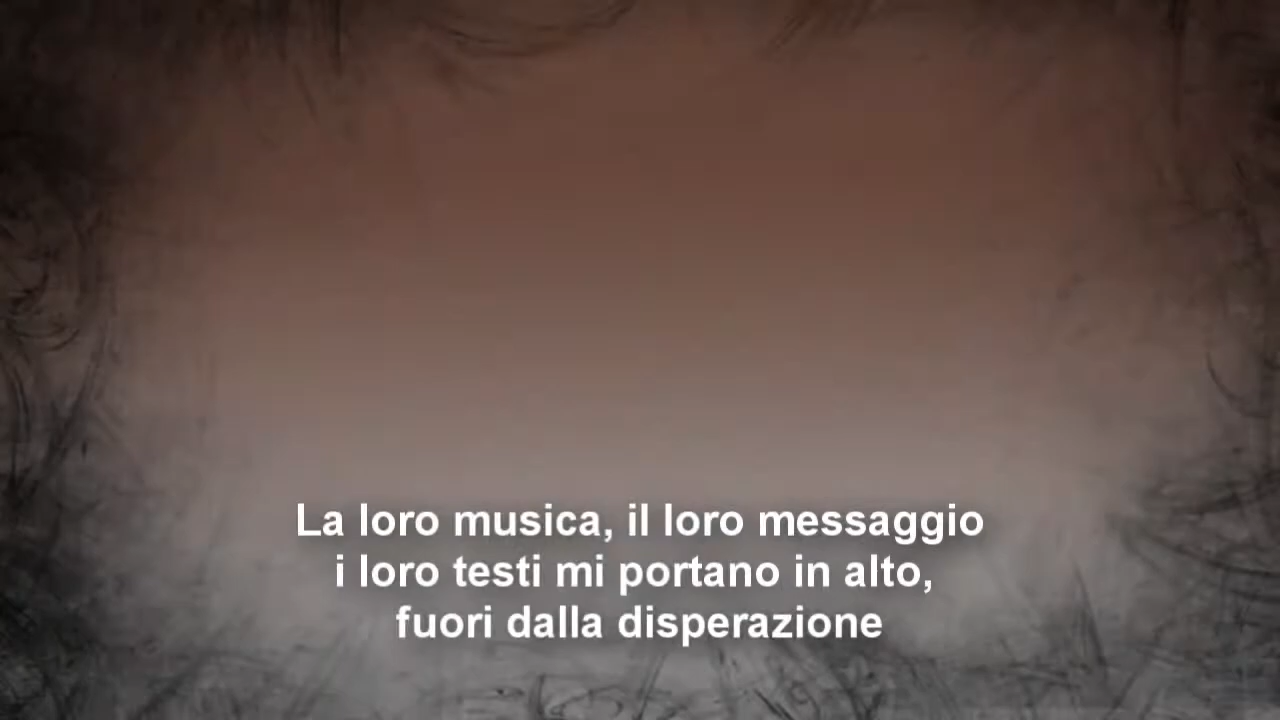 La loro musica, il loro messaggio
i loro testi mi portano in alto,
fuori dalla disperazione